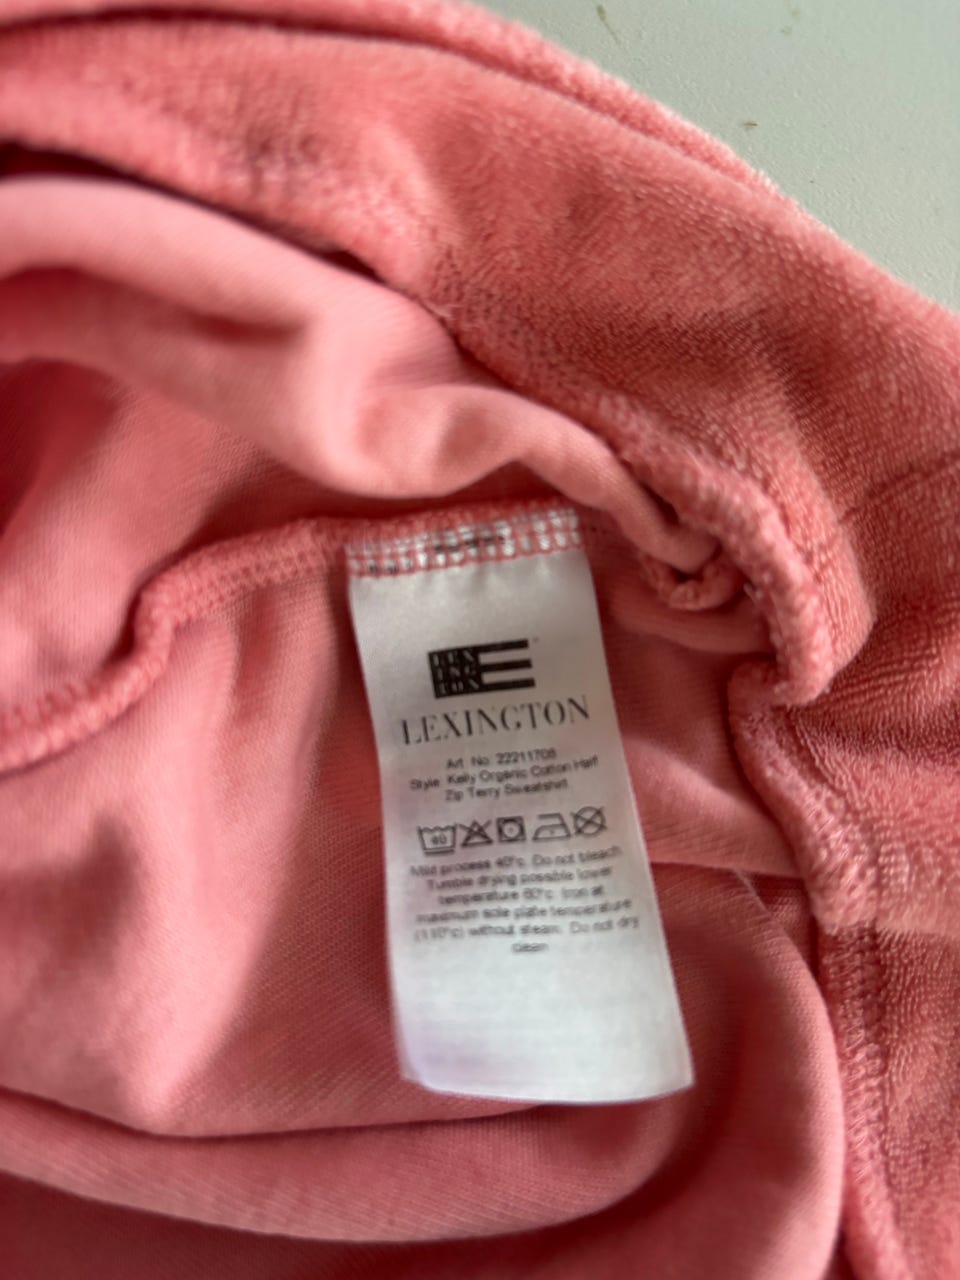 LEXINGTON
Art. No: 22211708
Style: Kelly Organic Cotton Half
Zip Terry Sweatshirt
40
Mild process 40°c. Do not bleach.
Tumble drying possible lower
temperature 60°c. Iron at
maximum sole plate temperature
(110°c) without steam. Do not dry
clean